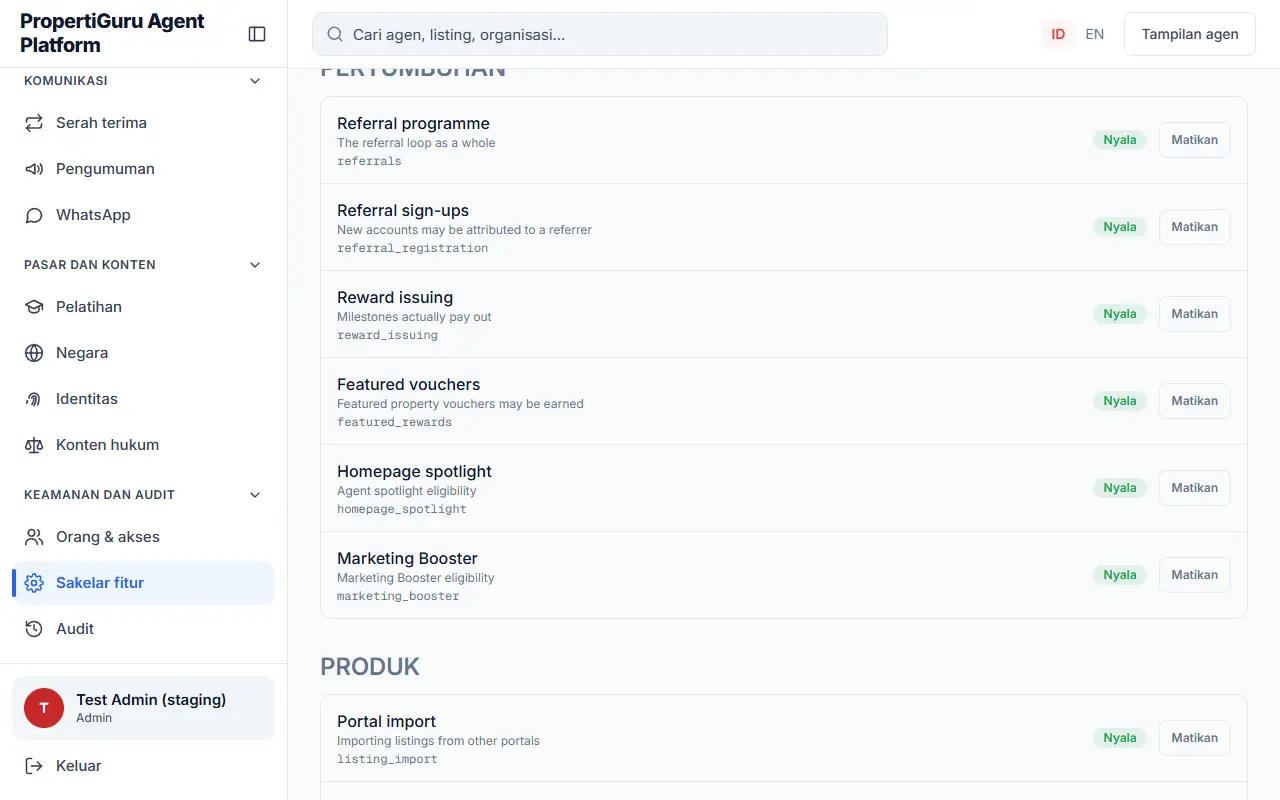 PropertiGuru Agent
Platform
Cari agen, listing, organisasi...
ID
EN
Tampilan agen
KOMUNIKASI
Serah terima
Pengumuman
WhatsApp
PASAR DAN KONTEN
Pelatihan
Negara
Identitas
Konten hukum
KEAMANAN DAN AUDIT
Orang & akses
Sakelar fitur
Audit
T
Test Admin (staging)
Admin
Keluar
PERTUMBUHAN
Referral programme
The referral loop as a whole
referrals
Nyala
Matikan
Referral sign-ups
New accounts may be attributed to a referrer
referral_registration
Nyala
Matikan
Reward issuing
Milestones actually pay out
reward_issuing
Nyala
Matikan
Featured vouchers
Featured property vouchers may be earned
featured_rewards
Nyala
Matikan
Homepage spotlight
Agent spotlight eligibility
homepage_spotlight
Nyala
Matikan
Marketing Booster
Marketing Booster eligibility
marketing_booster
Nyala
Matikan
PRODUK
Portal import
Importing listings from other portals
listing_import
Nyala
Matikan